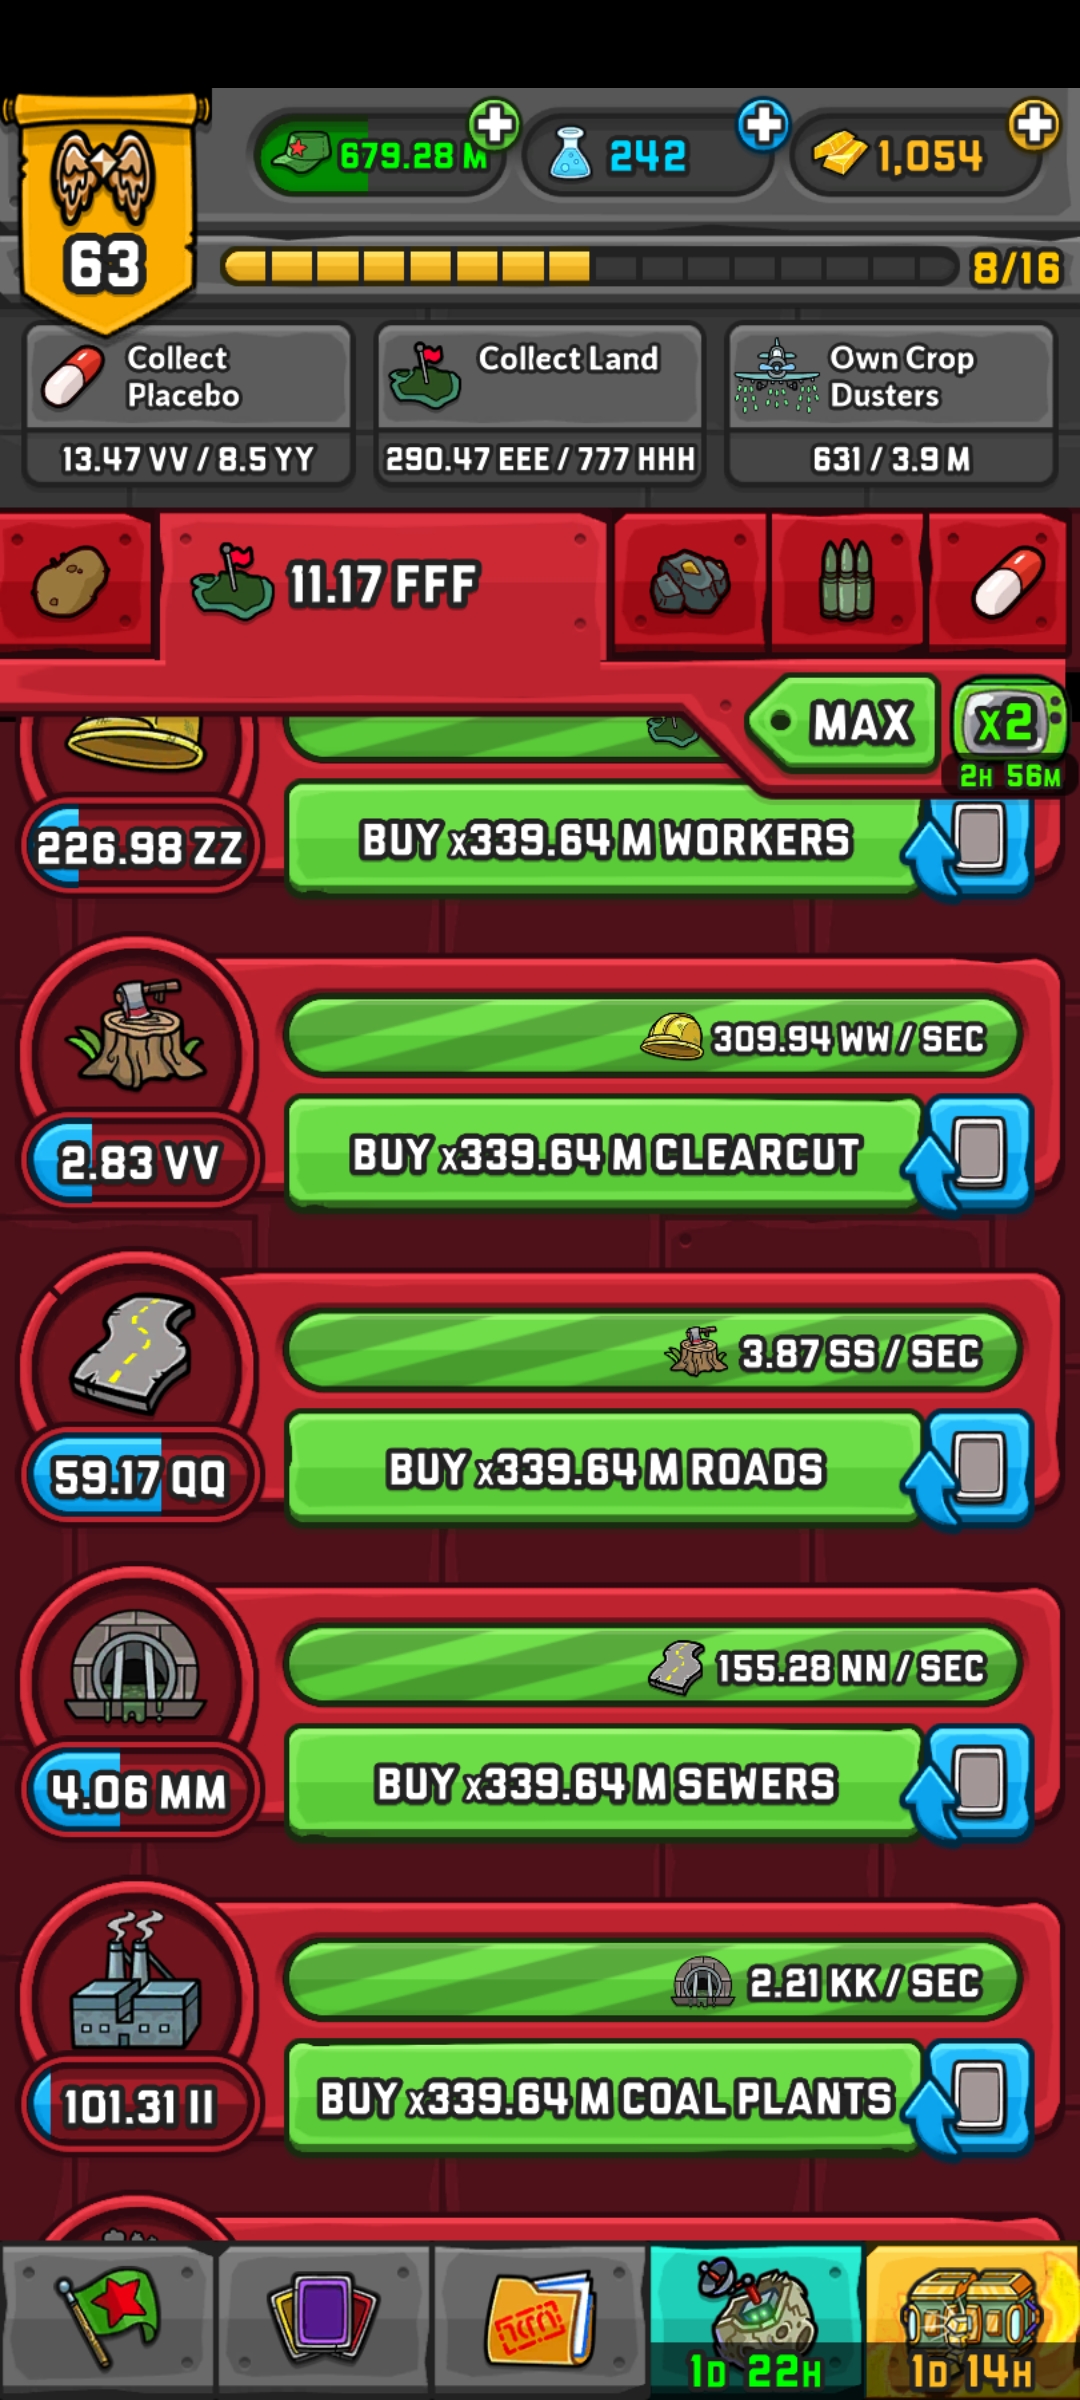 679.28 M
242
1,054
63
8/16
Collect
Placebo
13.47 VV / 8.5 YY
Collect Land
290.47 EEE / 777 HHH
Own Crop
Dusters
631 / 3.9 M
11.17 FFF
MAX
X2
2H 56M
226.98 ZZ
BUY x339.64 M WORKERS
309.94 WW / SEC
2.83 VV
BUY x339.64 M CLEARCUT
3.87 SS / SEC
59.17 QQ
BUY x339.64 M ROADS
155.28 NN / SEC
4.06 MM
BUY x339.64 M SEWERS
2.21 KK / SEC
101.31 II
BUY x339.64 M COAL PLANTS
1D 22H
1D 14H